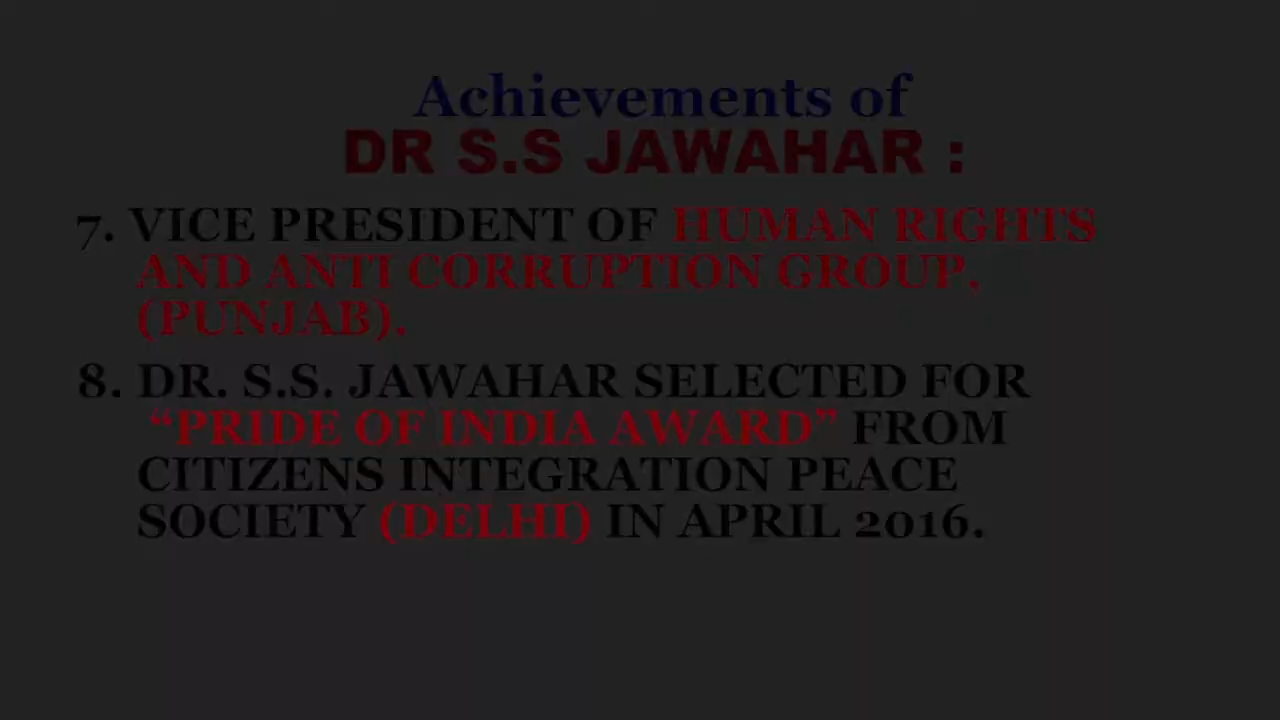 Achievements of
DR S.S JAWAHAR :
7. VICE PRESIDENT OF HUMAN RIGHTS
AND ANTI CORRUPTION GROUP,
(PUNJAB).
8. DR. S.S. JAWAHAR SELECTED FOR
“PRIDE OF INDIA AWARD” FROM
CITIZENS INTEGRATION PEACE
SOCIETY (DELHI) IN APRIL 2016.